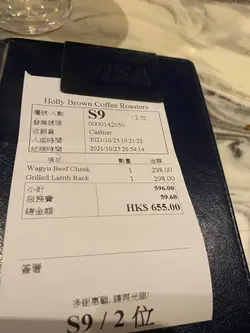 Holly Brown Coffee Roasters
檯號/人數 S9 /2 位
發票號碼 0000142050
收銀員 Cashier
入座時間 2021/10/25 19:21:22
結賬時間 2021/10/25 20:54:14
項目 數量 金額
Wagyu Beef Cheek 1 298.00
Grilled Lamb Rack 1 298.00
小計 596.00
服務費 59.60
總金額 HK$ 655.00
簽署
多謝惠顧, 請再光臨!
S9 / 2 位